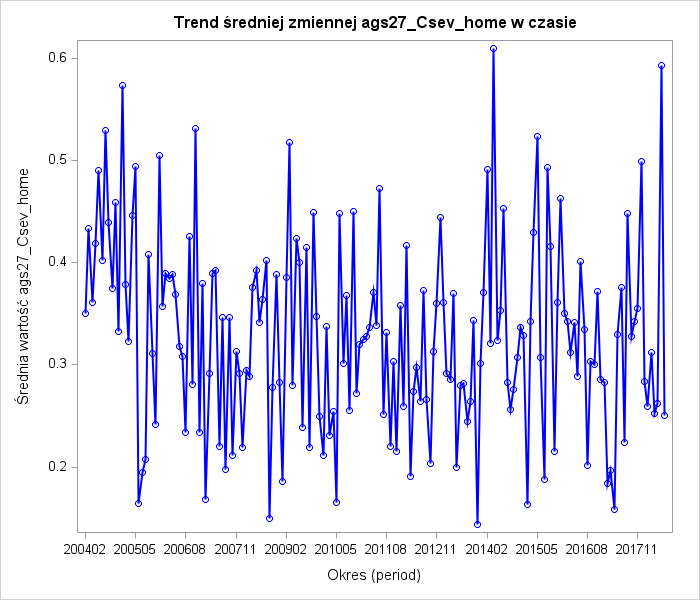 Trend średniej zmiennej ags27_Csev_home w czasie
Średnia wartość ags27_Csev_home
0.6
0.5
0.4
0.3
0.2
200402 200505 200608 200711 200902 201005 201108 201211 201402 201505 201608 201711
Okres (period)